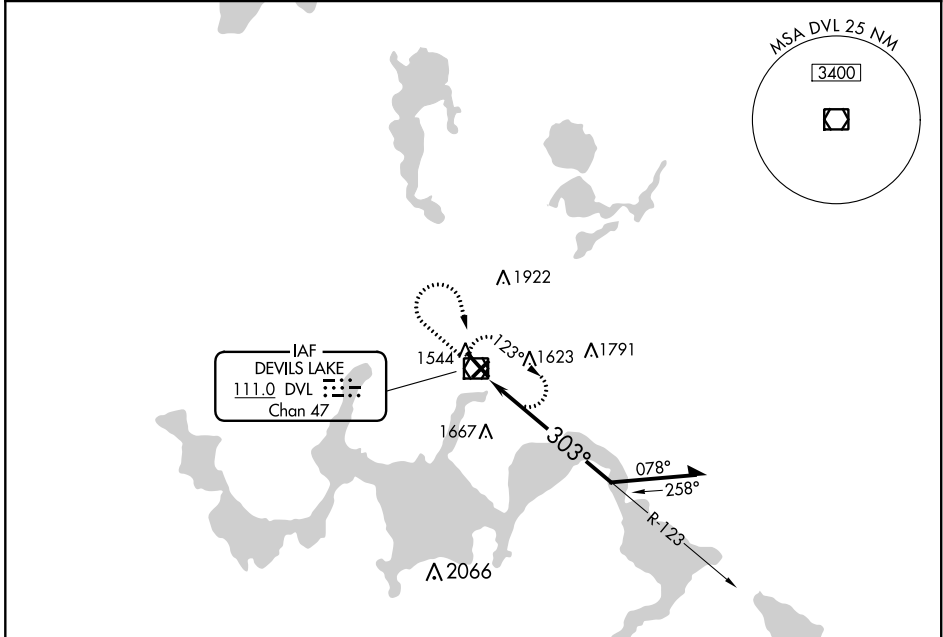 MSA DVL 25 NM
3400
1922
123°
1544
1623
1791
IAF
DEVILS LAKE
111.0 DVL
Chan 47
1667
303°
078°
258°
R-123
2066